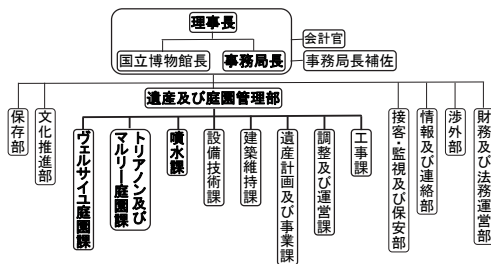 理事長
会計官
国立博物館長
事務局長
事務局長補佐
遺産及び庭園管理部
保存部
文化推進部
ヴェルサイユ庭園課
トリアノン及び
マルリー庭園課
噴水課
設備技術課
建築維持課
遺産計画及び事業課
調整及び運営課
工事課
接客・監視及び保安部
情報及び連絡部
渉外部
財務及び法務運営部